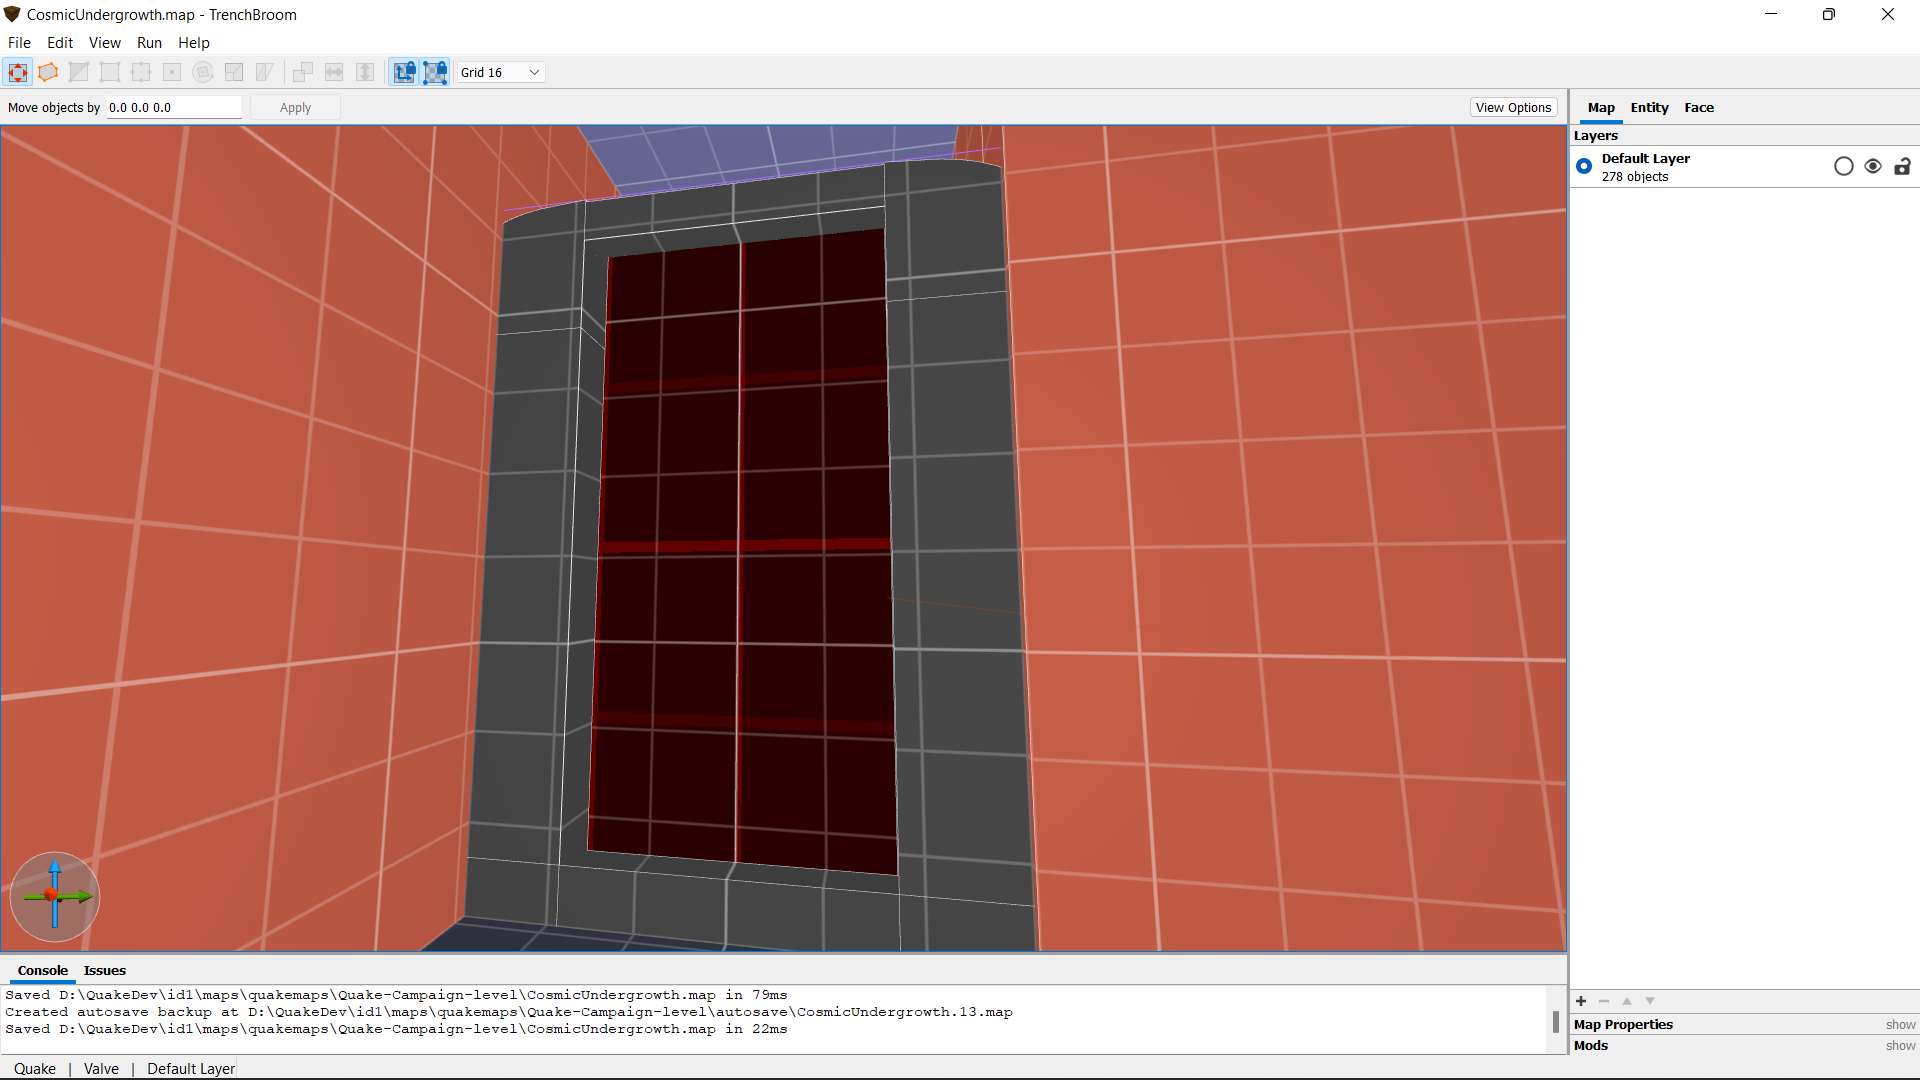 CosmicUndergrowth.map - TrenchBroom
File Edit View Run Help
Grid 16
Move objects by 0.0 0.0 0.0 Apply View Options
Map Entity Face
Layers
Default Layer
278 objects
Console Issues
Saved D:\QuakeDev\id1\maps\quakemaps\Quake-Campaign-level\CosmicUndergrowth.map in 79ms
Created autosave backup at D:\QuakeDev\id1\maps\quakemaps\Quake-Campaign-level\autosave\CosmicUndergrowth.13.map
Saved D:\QuakeDev\id1\maps\quakemaps\Quake-Campaign-level\CosmicUndergrowth.map in 22ms
Map Properties show
Mods show
Quake | Valve | Default Layer